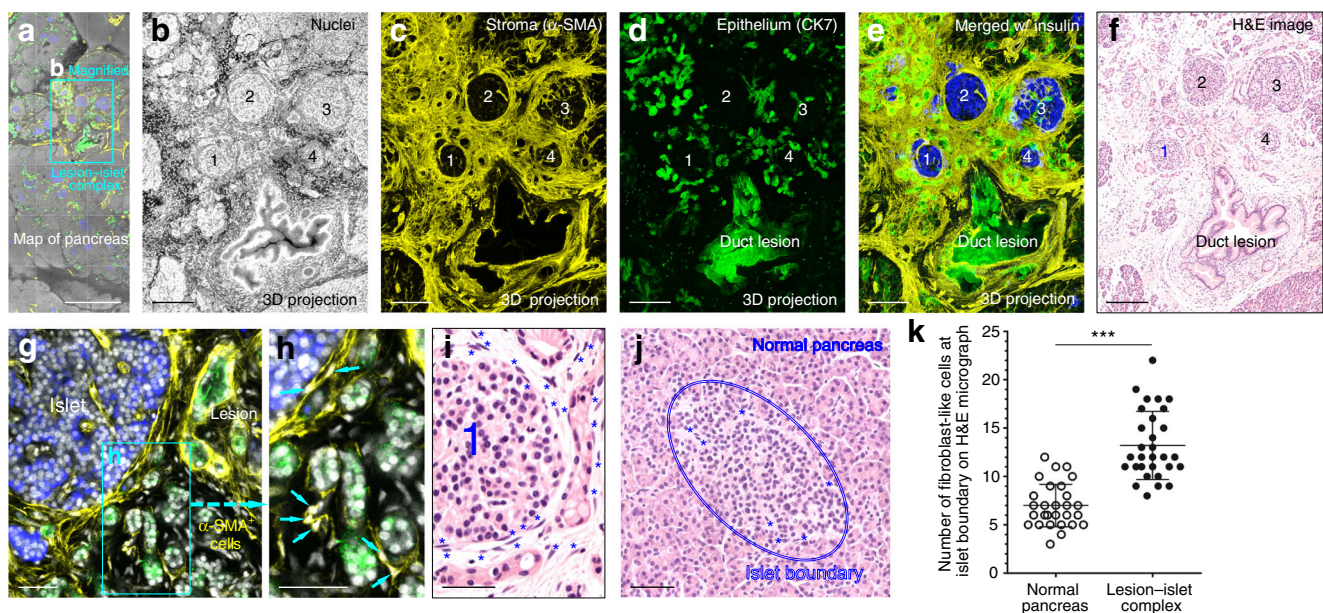 a
b
Magnified
Lesion–islet
complex
Map of pancreas
b
Nuclei
1
2
3
4
3D projection
c
Stroma (α-SMA)
1
2
3
4
3D projection
d
Epithelium (CK7)
1
2
3
4
Duct lesion
3D projection
e
Merged w/ insulin
1
2
3
4
Duct lesion
3D projection
f
H&E image
1
2
3
4
Duct lesion
g
Islet
Lesion
h
α-SMA⁺
cells
h
i
1
j
Normal pancreas
Islet boundary
k
Number of fibroblast-like cells at
islet boundary on H&E micrograph
25
20
15
10
5
0
***
Normal
pancreas
Lesion–islet
complex